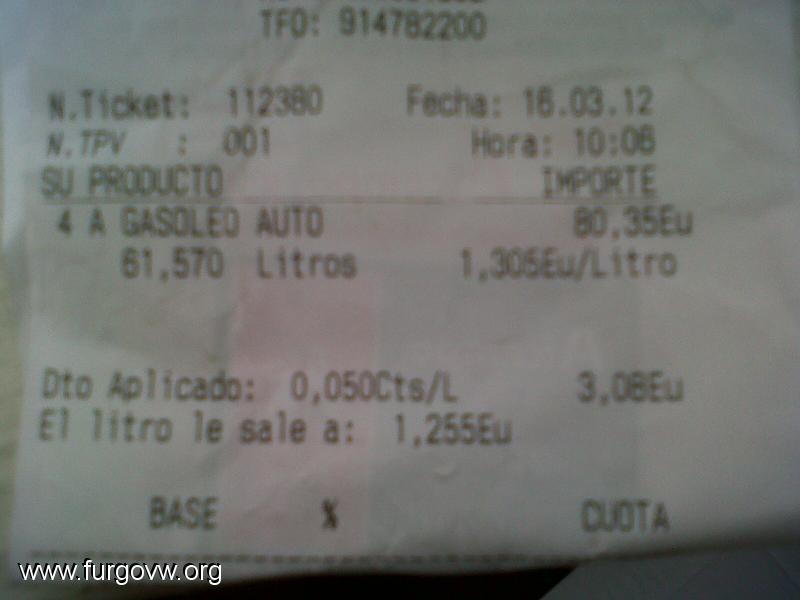 TFO: 914782200
N.Ticket: 112380 Fecha: 16.03.12
N.TPV : 001 Hora: 10:06
SU PRODUCTO IMPORTE
4 A GASOLEO AUTO 80,35Eu
61,570 Litros 1,305Eu/Litro
Dto Aplicado: 0,050Cts/L 3,08Eu
El litro le sale a: 1,255Eu
BASE % CUOTA
www.furgovw.org